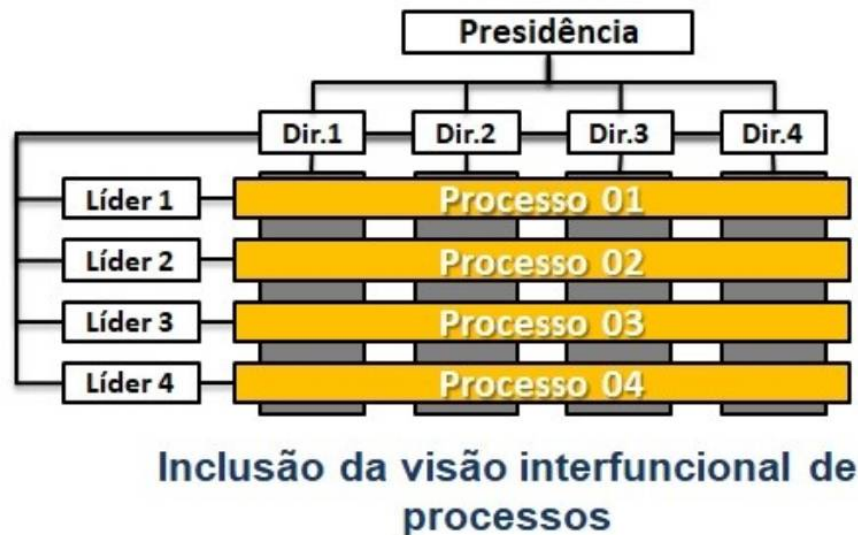 Presidência
Dir.1 Dir.2 Dir.3 Dir.4
Líder 1 Processo 01
Líder 2 Processo 02
Líder 3 Processo 03
Líder 4 Processo 04
Inclusão da visão interfuncional de
processos